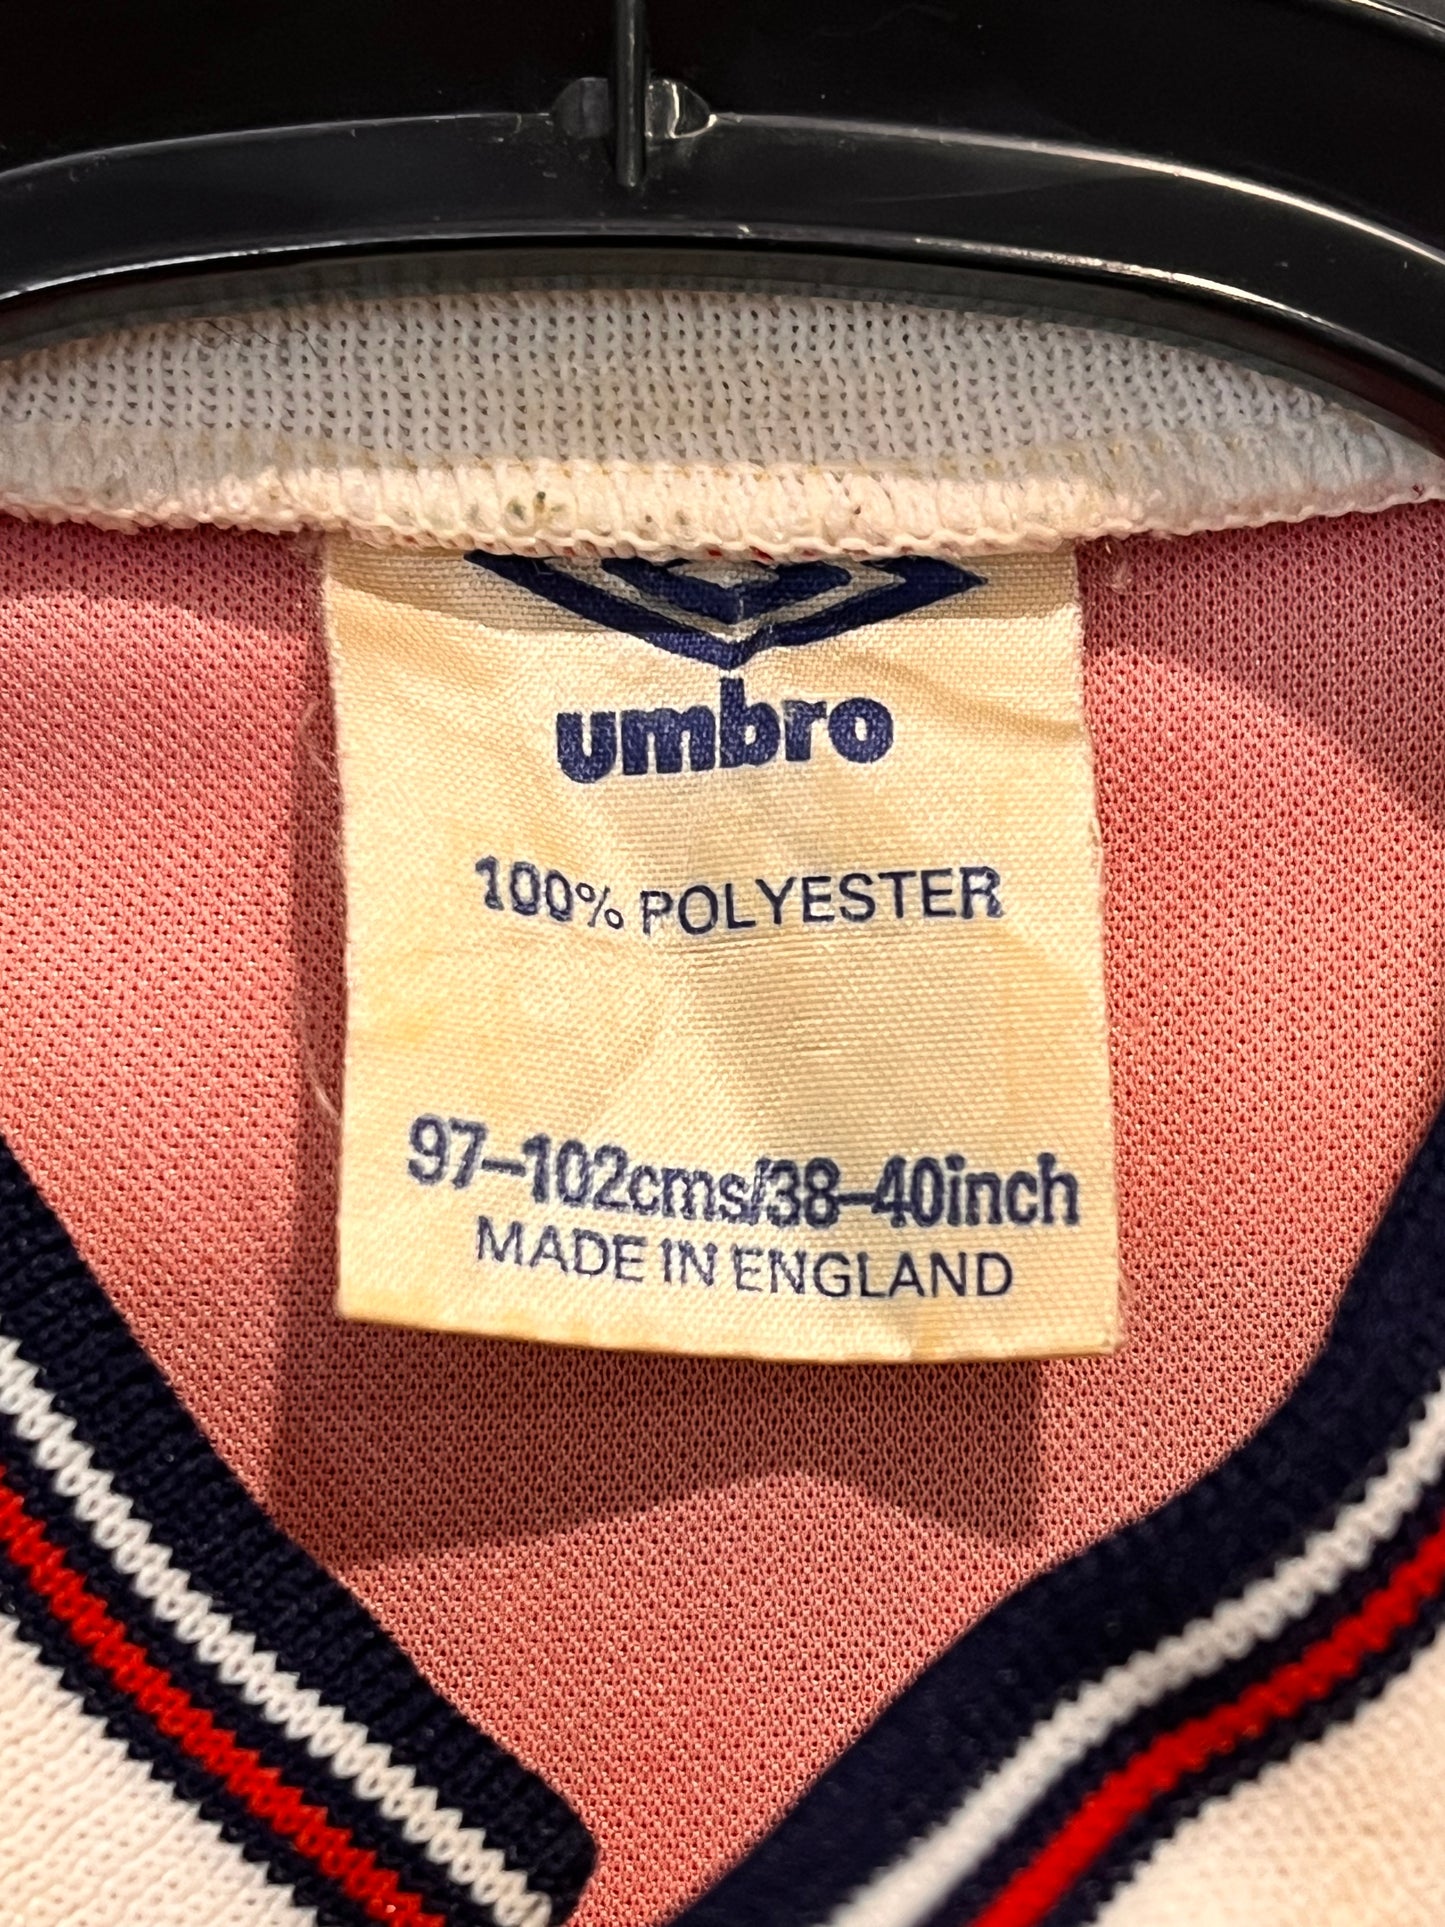 umbro
100% POLYESTER
97–102cms/38–40inch
MADE IN ENGLAND